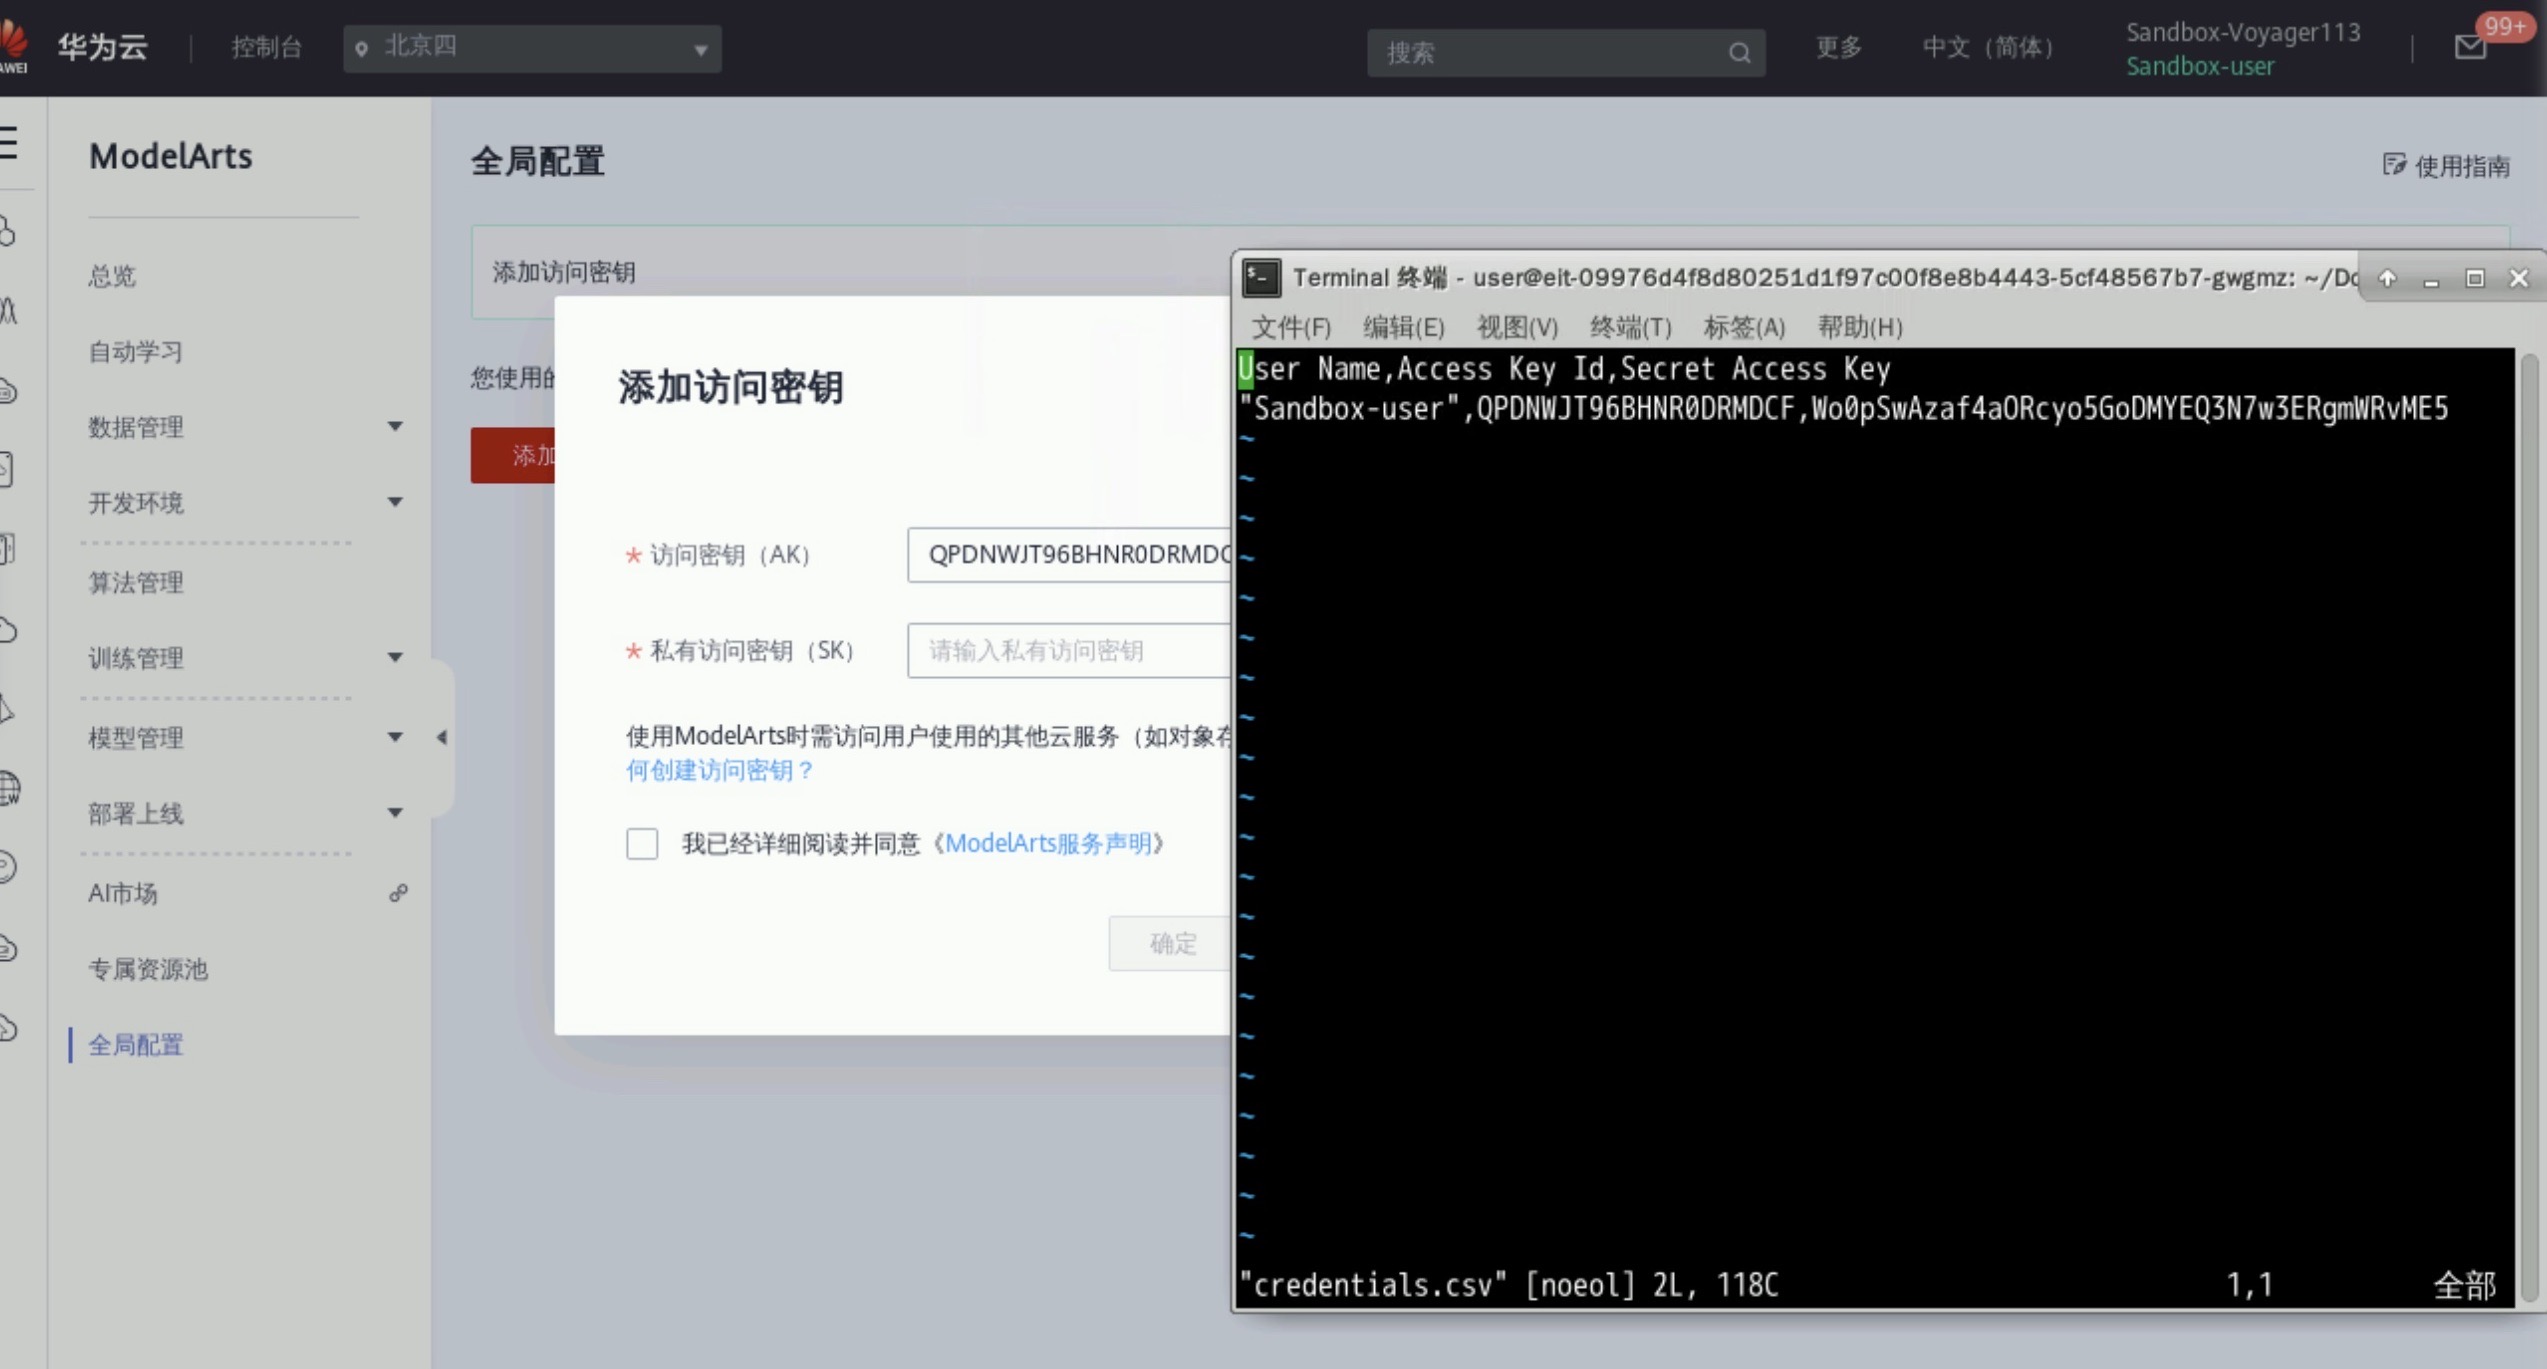 华为云
控制台
北京四
搜索
更多
中文（简体）
Sandbox-Voyager113
Sandbox-user
99+
ModelArts
总览
自动学习
数据管理
开发环境
算法管理
训练管理
模型管理
部署上线
AI市场
专属资源池
全局配置
全局配置
使用指南
添加访问密钥
您使用的
添加
添加访问密钥
* 访问密钥（AK）
QPDNWJT96BHNR0DRMDC
* 私有访问密钥（SK）
请输入私有访问密钥
使用ModelArts时需访问用户使用的其他云服务（如对象存
何创建访问密钥？
我已经详细阅读并同意《ModelArts服务声明》
确定
Terminal 终端 - user@eit-09976d4f8d80251d1f97c00f8e8b4443-5cf48567b7-gwgmz: ~/Do
文件(F) 编辑(E) 视图(V) 终端(T) 标签(A) 帮助(H)
User Name,Access Key Id,Secret Access Key
"Sandbox-user",QPDNWJT96BHNR0DRMDCF,Wo0pSwAzaf4aORcyo5GoDMYEQ3N7w3ERgmWRvME5
"credentials.csv" [noeol] 2L, 118C
1,1
全部